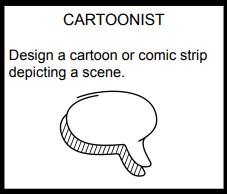 CARTOONIST
Design a cartoon or comic strip
depicting a scene.